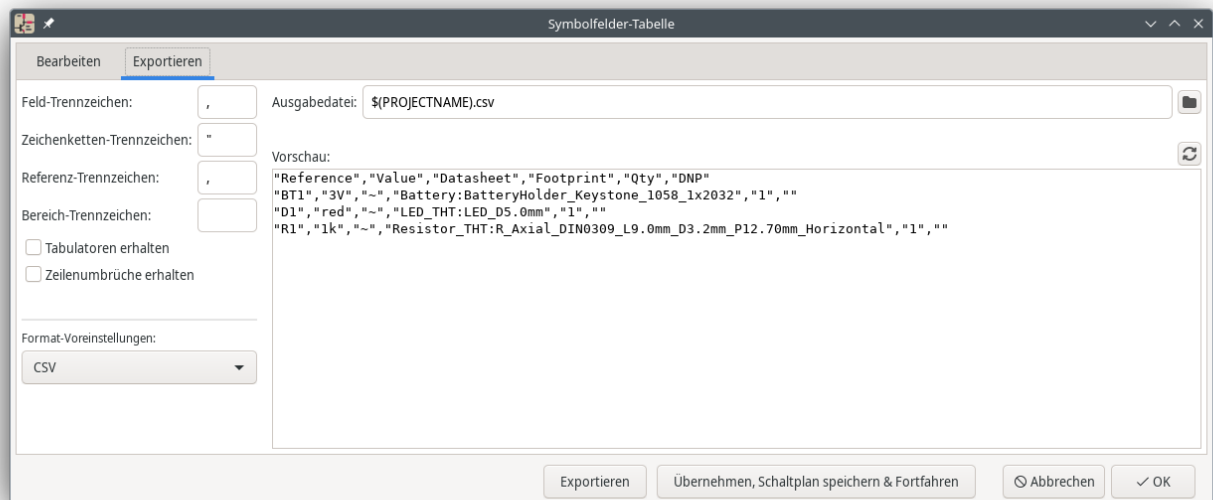 Symbolfelder-Tabelle
Bearbeiten Exportieren
Feld-Trennzeichen: ,
Ausgabedatei: $(PROJECTNAME).csv
Zeichenketten-Trennzeichen: "
Referenz-Trennzeichen: ,
Bereich-Trennzeichen:
Tabulatoren erhalten
Zeilenumbrüche erhalten
Format-Voreinstellungen:
CSV
Vorschau:
"Reference","Value","Datasheet","Footprint","Qty","DNP"
"BT1","3V","~","Battery:BatteryHolder_Keystone_1058_1x2032","1",""
"D1","red","~","LED_THT:LED_D5.0mm","1",""
"R1","1k","~","Resistor_THT:R_Axial_DIN0309_L9.0mm_D3.2mm_P12.70mm_Horizontal","1",""
Exportieren Übernehmen, Schaltplan speichern & Fortfahren Abbrechen OK